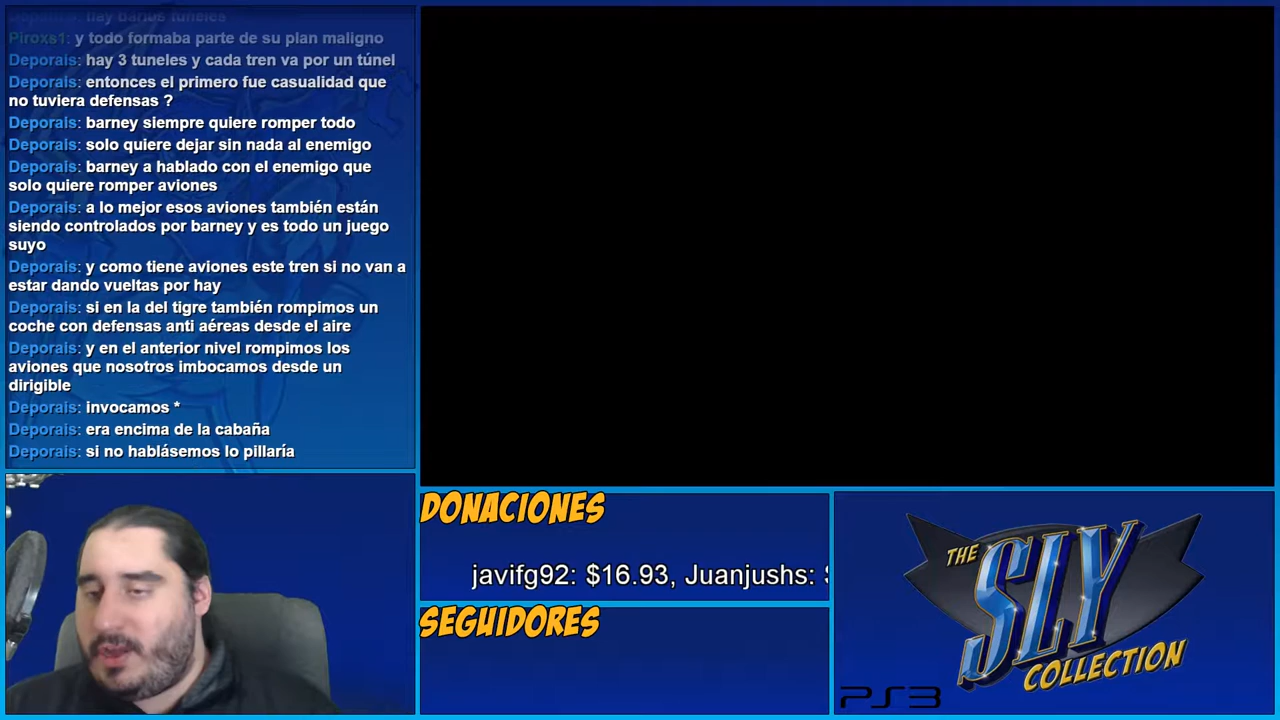 Deporais: hay barios tuneles
Piroxs1: y todo formaba parte de su plan maligno
Deporais: hay 3 tuneles y cada tren va por un túnel
Deporais: entonces el primero fue casualidad que
no tuviera defensas ?
Deporais: barney siempre quiere romper todo
Deporais: solo quiere dejar sin nada al enemigo
Deporais: barney a hablado con el enemigo que
solo quiere romper aviones
Deporais: a lo mejor esos aviones también están
siendo controlados por barney y es todo un juego
suyo
Deporais: y como tiene aviones este tren si no van a
estar dando vueltas por hay
Deporais: si en la del tigre también rompimos un
coche con defensas anti aéreas desde el aire
Deporais: y en el anterior nivel rompimos los
aviones que nosotros imbocamos desde un
dirigible
Deporais: invocamos *
Deporais: era encima de la cabaña
Deporais: si no hablásemos lo pillaría
DONACIONES
javifg92: $16.93, Juanjushs:
SEGUIDORES
THE
SLY
COLLECTION
PS3